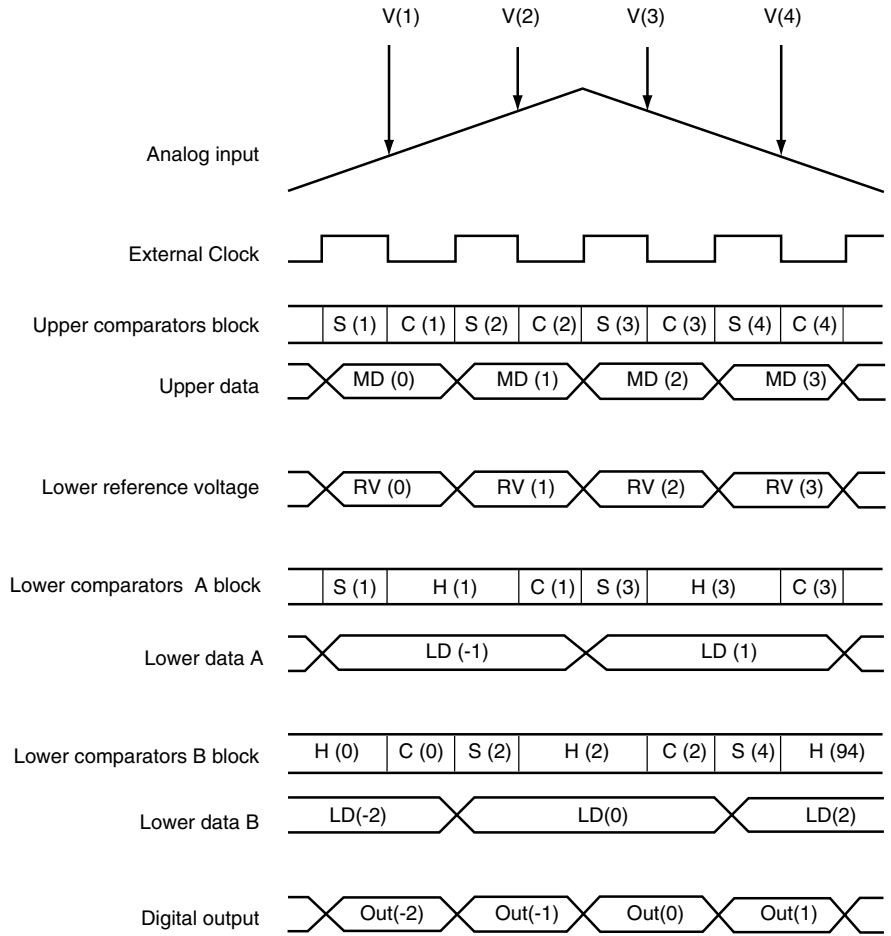 V(1) V(2) V(3) V(4)
Analog input
External Clock
Upper comparators block S (1) C (1) S (2) C (2) S (3) C (3) S (4) C (4)
Upper data MD (0) MD (1) MD (2) MD (3)
Lower reference voltage RV (0) RV (1) RV (2) RV (3)
Lower comparators A block S (1) H (1) C (1) S (3) H (3) C (3)
Lower data A LD (-1) LD (1)
Lower comparators B block H (0) C (0) S (2) H (2) C (2) S (4) H (94)
Lower data B LD(-2) LD(0) LD(2)
Digital output Out(-2) Out(-1) Out(0) Out(1)